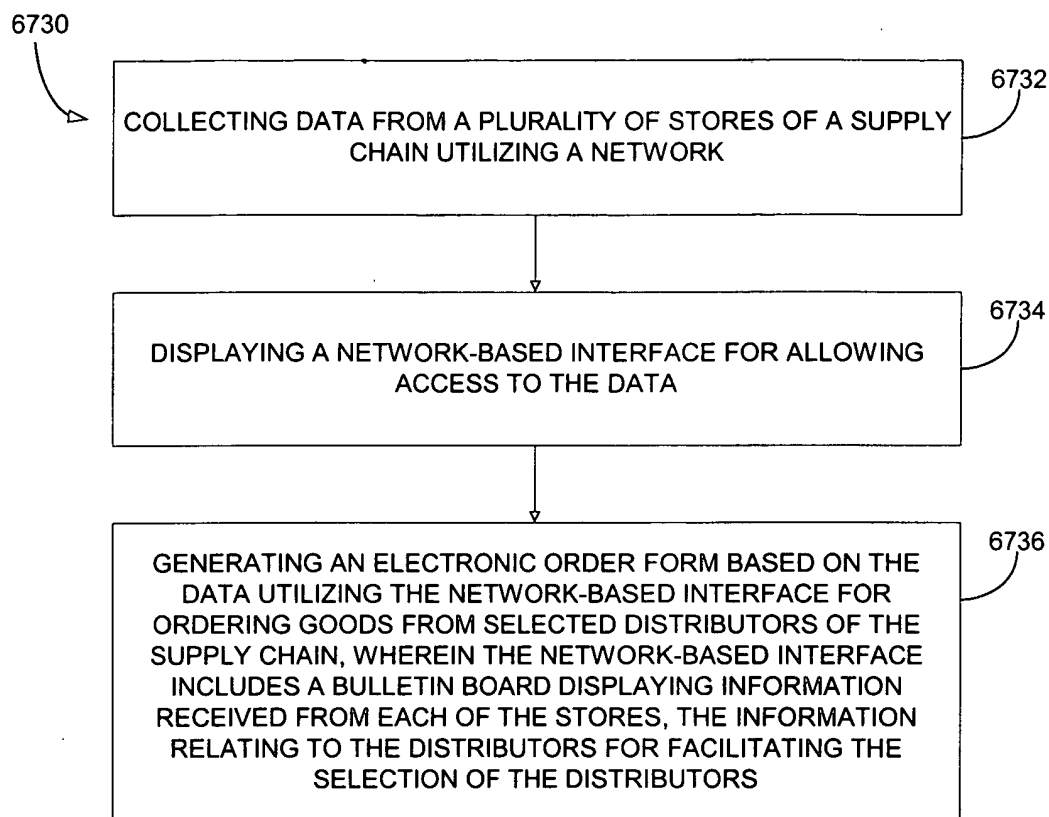 6730
6732
COLLECTING DATA FROM A PLURALITY OF STORES OF A SUPPLY
CHAIN UTILIZING A NETWORK
6734
DISPLAYING A NETWORK-BASED INTERFACE FOR ALLOWING
ACCESS TO THE DATA
6736
GENERATING AN ELECTRONIC ORDER FORM BASED ON THE
DATA UTILIZING THE NETWORK-BASED INTERFACE FOR
ORDERING GOODS FROM SELECTED DISTRIBUTORS OF THE
SUPPLY CHAIN, WHEREIN THE NETWORK-BASED INTERFACE
INCLUDES A BULLETIN BOARD DISPLAYING INFORMATION
RECEIVED FROM EACH OF THE STORES, THE INFORMATION
RELATING TO THE DISTRIBUTORS FOR FACILITATING THE
SELECTION OF THE DISTRIBUTORS